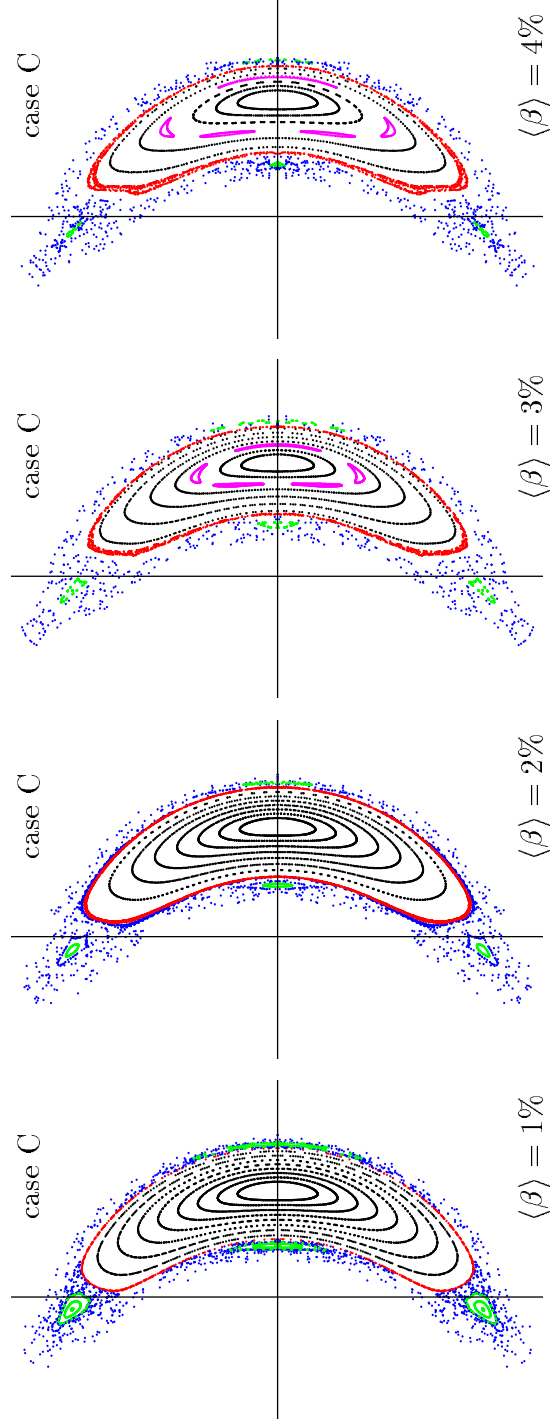 case C
⟨β⟩ = 4%
case C
⟨β⟩ = 3%
case C
⟨β⟩ = 2%
case C
⟨β⟩ = 1%